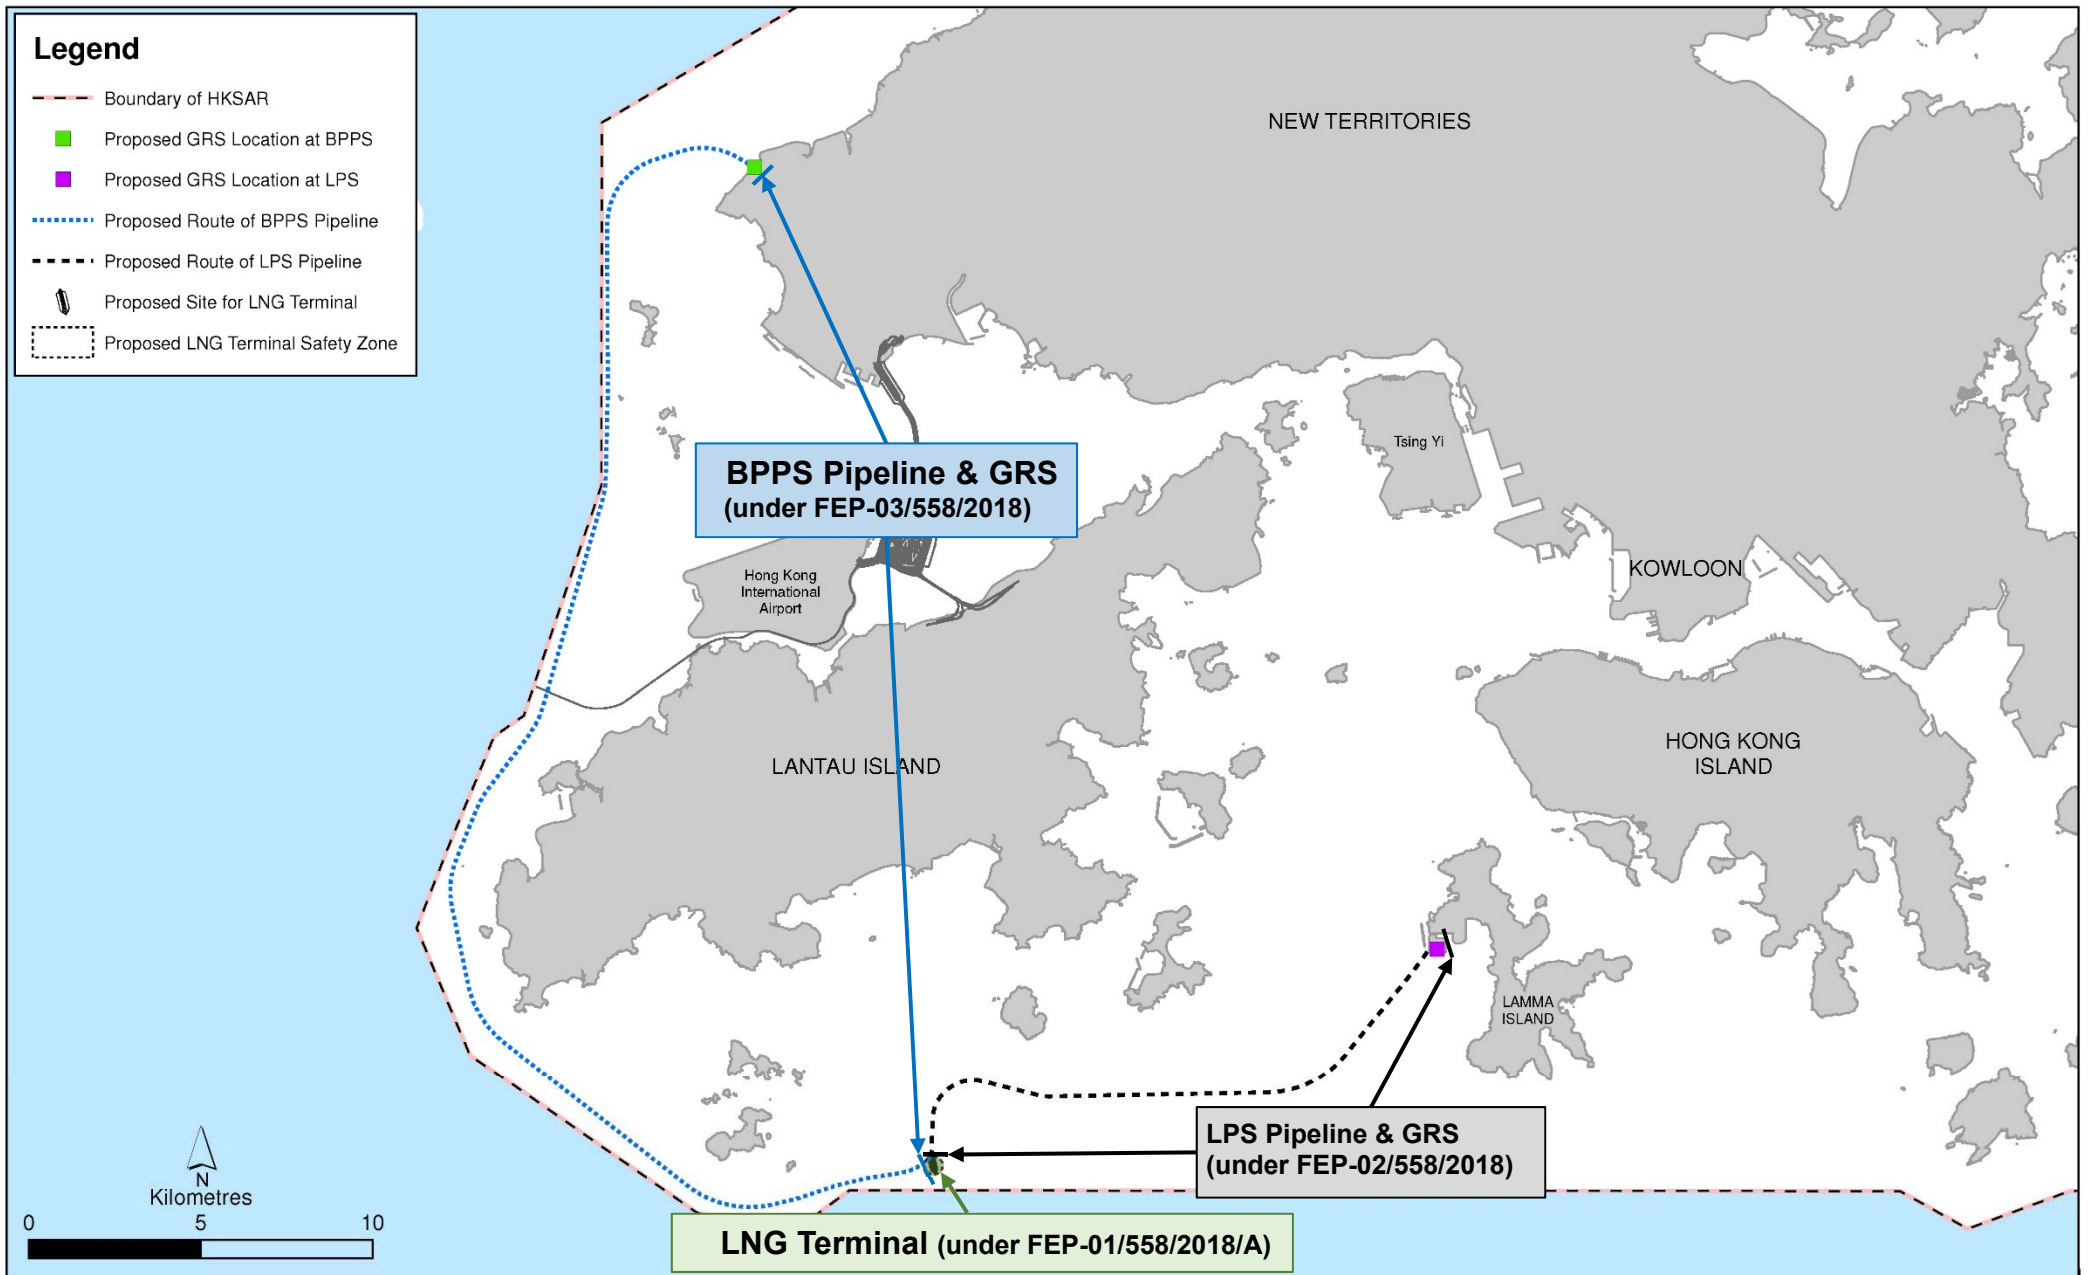 Legend
Boundary of HKSAR
Proposed GRS Location at BPPS
Proposed GRS Location at LPS
Proposed Route of BPPS Pipeline
Proposed Route of LPS Pipeline
Proposed Site for LNG Terminal
Proposed LNG Terminal Safety Zone
NEW TERRITORIES
Tsing Yi
BPPS Pipeline & GRS
(under FEP-03/558/2018)
Hong Kong
International
Airport
KOWLOON
LANTAU ISLAND
HONG KONG
ISLAND
LAMMA
ISLAND
LPS Pipeline & GRS
(under FEP-02/558/2018)
N
Kilometres
0 5 10
LNG Terminal (under FEP-01/558/2018/A)